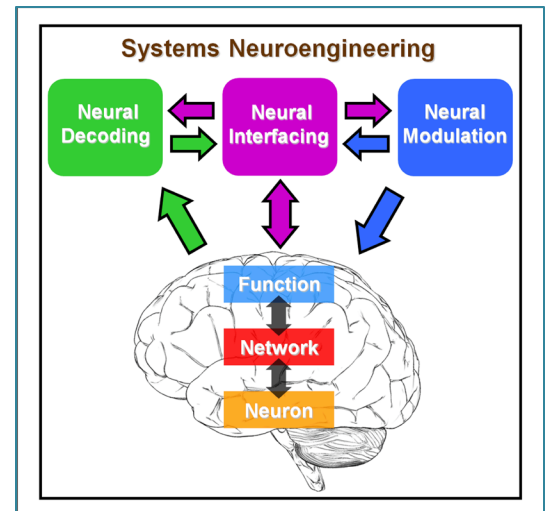 Systems Neuroengineering
Neural
Decoding
Neural
Interfacing
Neural
Modulation
Function
Network
Neuron